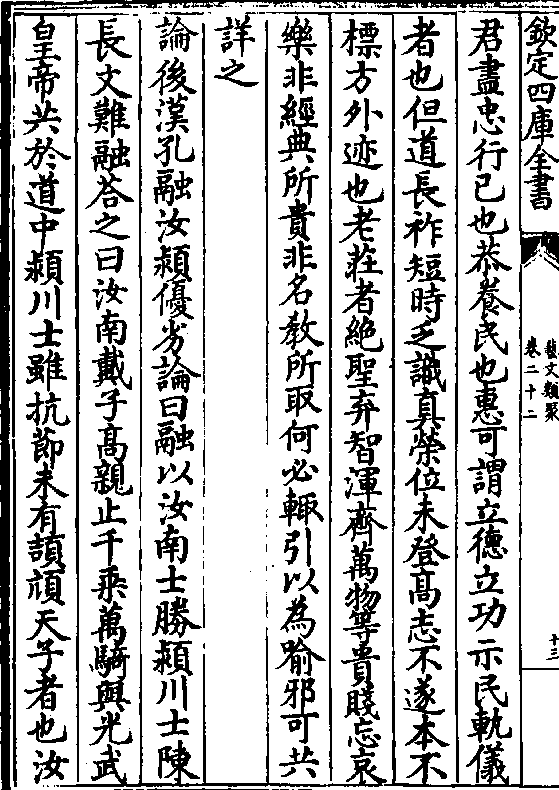 欽定四庫全書
藝文類聚
卷二十二
十三
君盡忠行已也恭養民也惠可謂立德立功示民軌儀
者也但道長祚短時乏識真榮位未登髙志不遂本不
標方外迹也老莊者絶聖弃智渾齊萬物等貴賤忘哀
樂非經典所貴非名教所取何必輒引以為喻邪可共
詳之
論後漢孔融汝潁優劣論曰融以汝南士勝潁川士陳
長文難融荅之曰汝南戴子髙親止千乘萬騎與光武
皇帝共於道中潁川士雖抗節未有頡頏天子者也汝